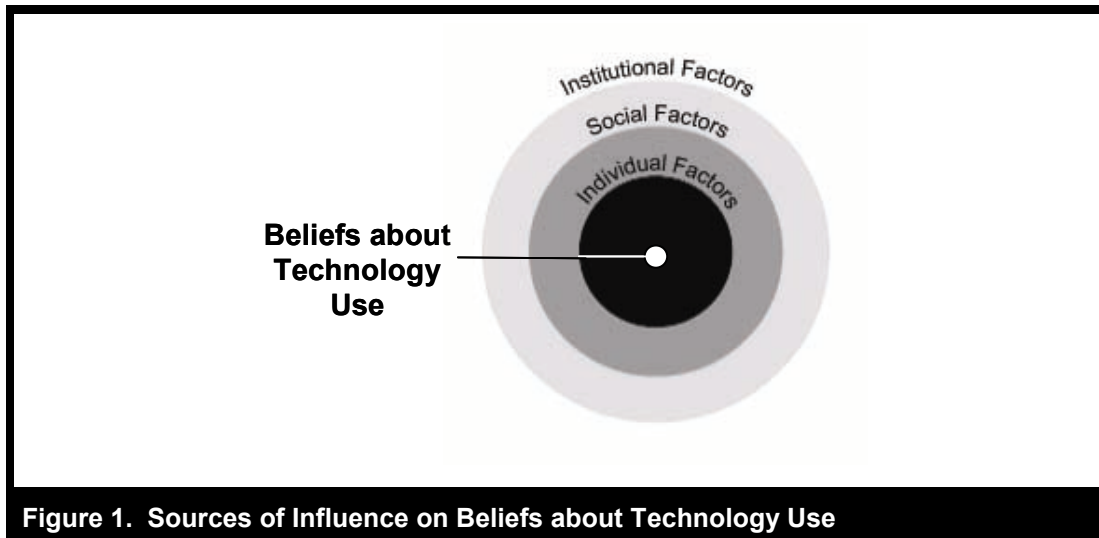 Institutional Factors
Social Factors
Individual Factors
Beliefs about
Technology
Use
Figure 1. Sources of Influence on Beliefs about Technology Use